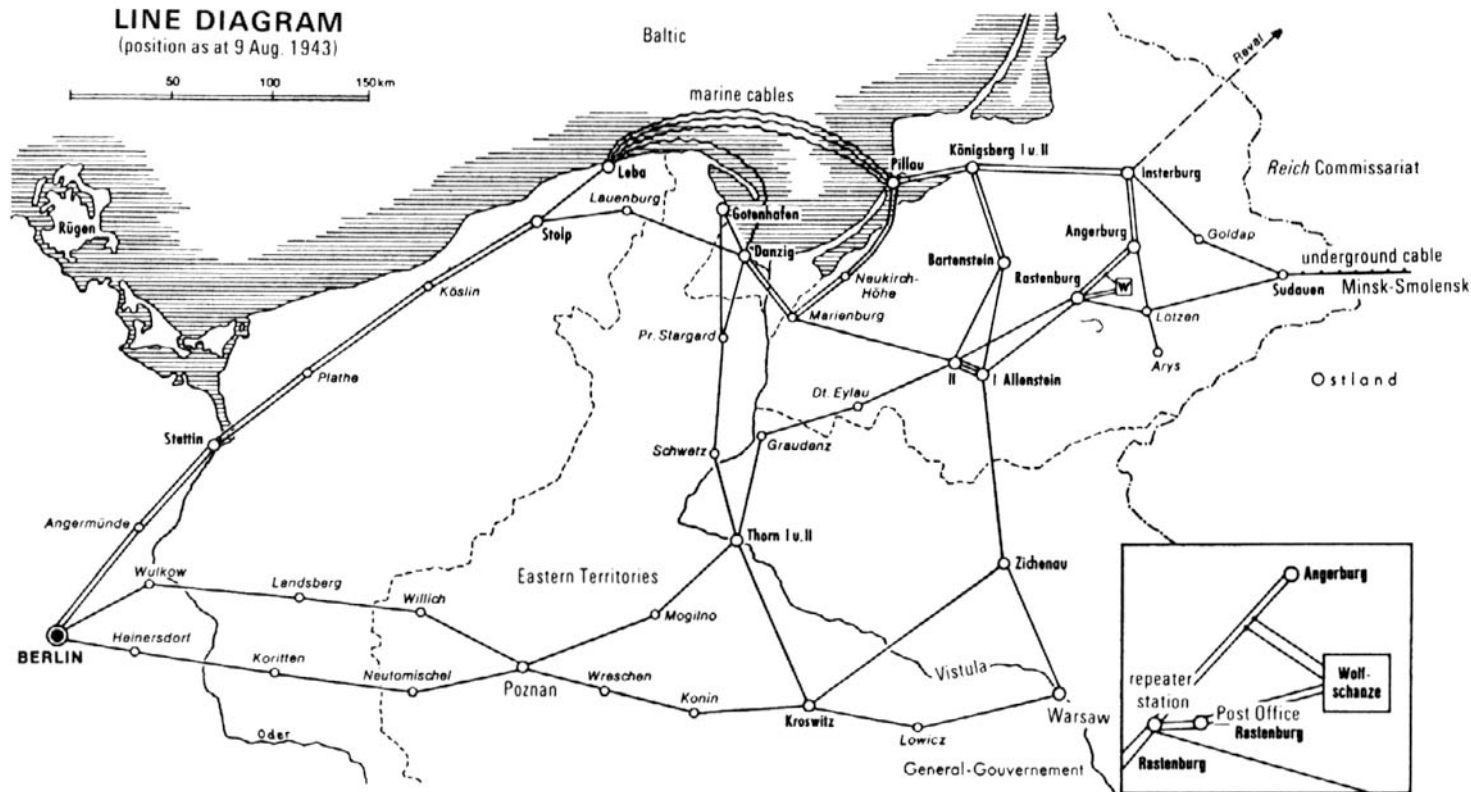 LINE DIAGRAM
(position as at 9 Aug. 1943)
50 100 150 km
Baltic
marine cables
Reval
Reich Commissariat
Rügen
Leba
Pillau
Königsberg I u. II
Insterburg
Lauenburg
Gotenhafen
Stolp
Danzig
Angerburg
Goldap
Bartenstein
Rastenburg
W
underground cable
Sudauen
Minsk-Smolensk
Köslin
Neukirch-
Höhe
Marienburg
Lötzen
Pr. Stargard
Arys
Plathe
II
I Allenstein
Ostland
Dt. Eylau
Stettin
Graudenz
Schwetz
Angermünde
Thorn I u. II
Zichenau
Wulkow
Landsberg
Willich
Eastern Territories
Mogilno
BERLIN
Heinersdorf
Koritten
Neutomischel
Poznan
Wreschen
Konin
Kroswitz
Vistula
Lowicz
Warsaw
Oder
General-Gouvernement
Angerburg
Wolf-
schanze
repeater
station
Post Office
Rastenburg
Rastenburg